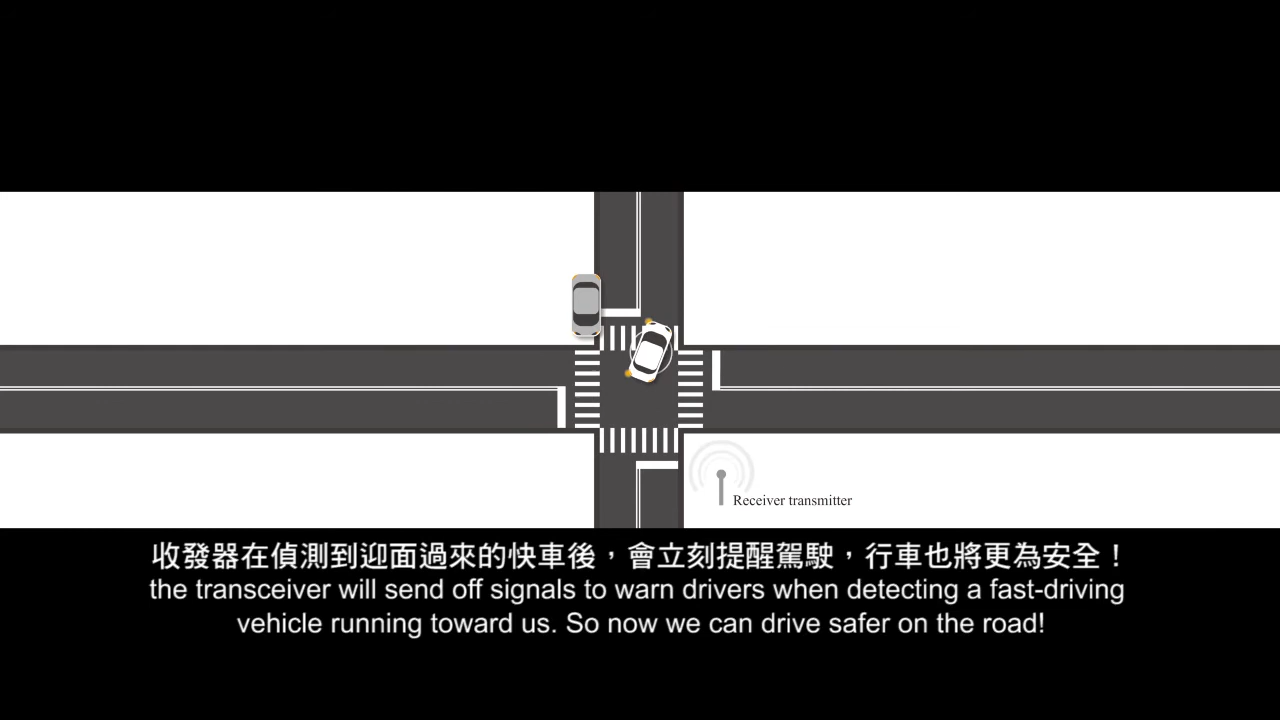 Receiver transmitter
收發器在偵測到迎面過來的快車後，會立刻提醒駕駛，行車也將更為安全！
the transceiver will send off signals to warn drivers when detecting a fast-driving
vehicle running toward us. So now we can drive safer on the road!